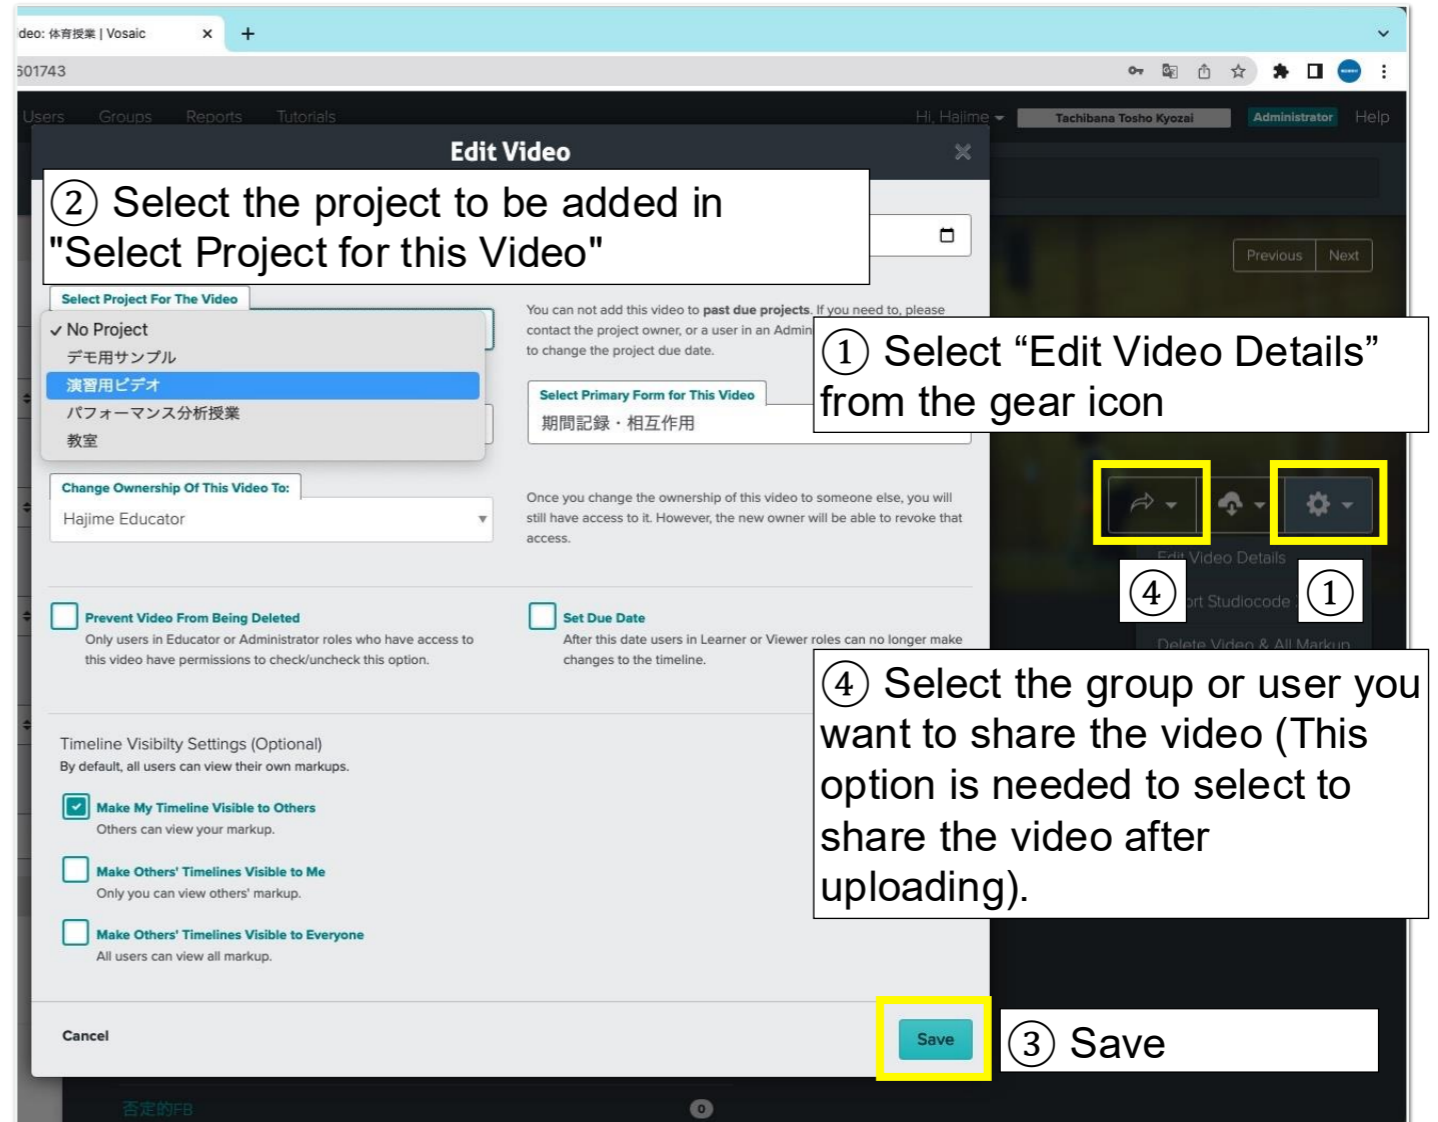 deo: 体育授業 | Vosaic
601743
Users Groups Reports Tutorials Hi, Hajime Tachibana Tosho Kyozai Administrator Help
Edit Video
② Select the project to be added in
"Select Project for this Video"
Previous Next
Select Project For The Video
✓ No Project
デモ用サンプル
演習用ビデオ
パフォーマンス分析授業
教室
You can not add this video to past due projects. If you need to, please
contact the project owner, or a user in an Admin
to change the project due date.
① Select “Edit Video Details”
from the gear icon
Select Primary Form for This Video
期間記録・相互作用
Change Ownership Of This Video To:
Hajime Educator
Once you change the ownership of this video to someone else, you will
still have access to it. However, the new owner will be able to revoke that
access.
Edit Video Details
④ ①
ort Studiocode
Delete Video & All Markup
Prevent Video From Being Deleted
Only users in Educator or Administrator roles who have access to
this video have permissions to check/uncheck this option.
Set Due Date
After this date users in Learner or Viewer roles can no longer make
changes to the timeline.
④ Select the group or user you
want to share the video (This
option is needed to select to
share the video after
uploading).
Timeline Visibilty Settings (Optional)
By default, all users can view their own markups.
Make My Timeline Visible to Others
Others can view your markup.
Make Others' Timelines Visible to Me
Only you can view others' markup.
Make Others' Timelines Visible to Everyone
All users can view all markup.
Cancel
Save
③ Save
否定的FB
0